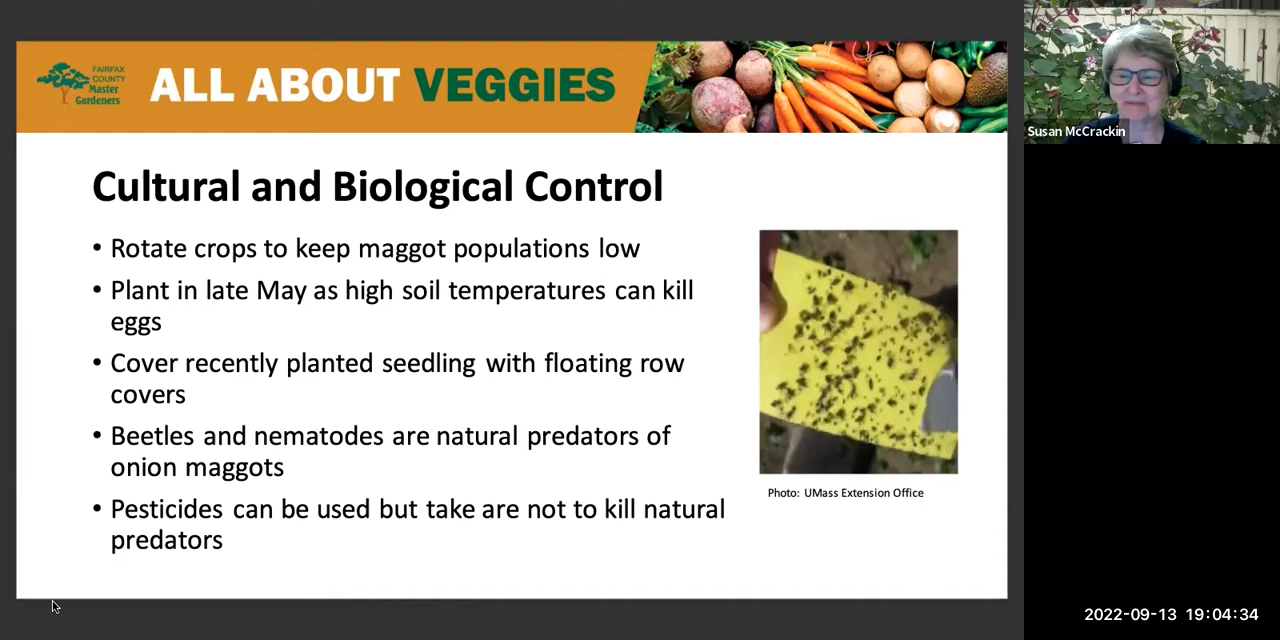 FAIRFAX
COUNTY
Master
Gardeners
ALL ABOUT VEGGIES
Cultural and Biological Control
• Rotate crops to keep maggot populations low
• Plant in late May as high soil temperatures can kill
eggs
• Cover recently planted seedling with floating row
covers
• Beetles and nematodes are natural predators of
onion maggots
• Pesticides can be used but take are not to kill natural
predators
Photo: UMass Extension Office
Susan McCrackin
2022-09-13 19:04:34